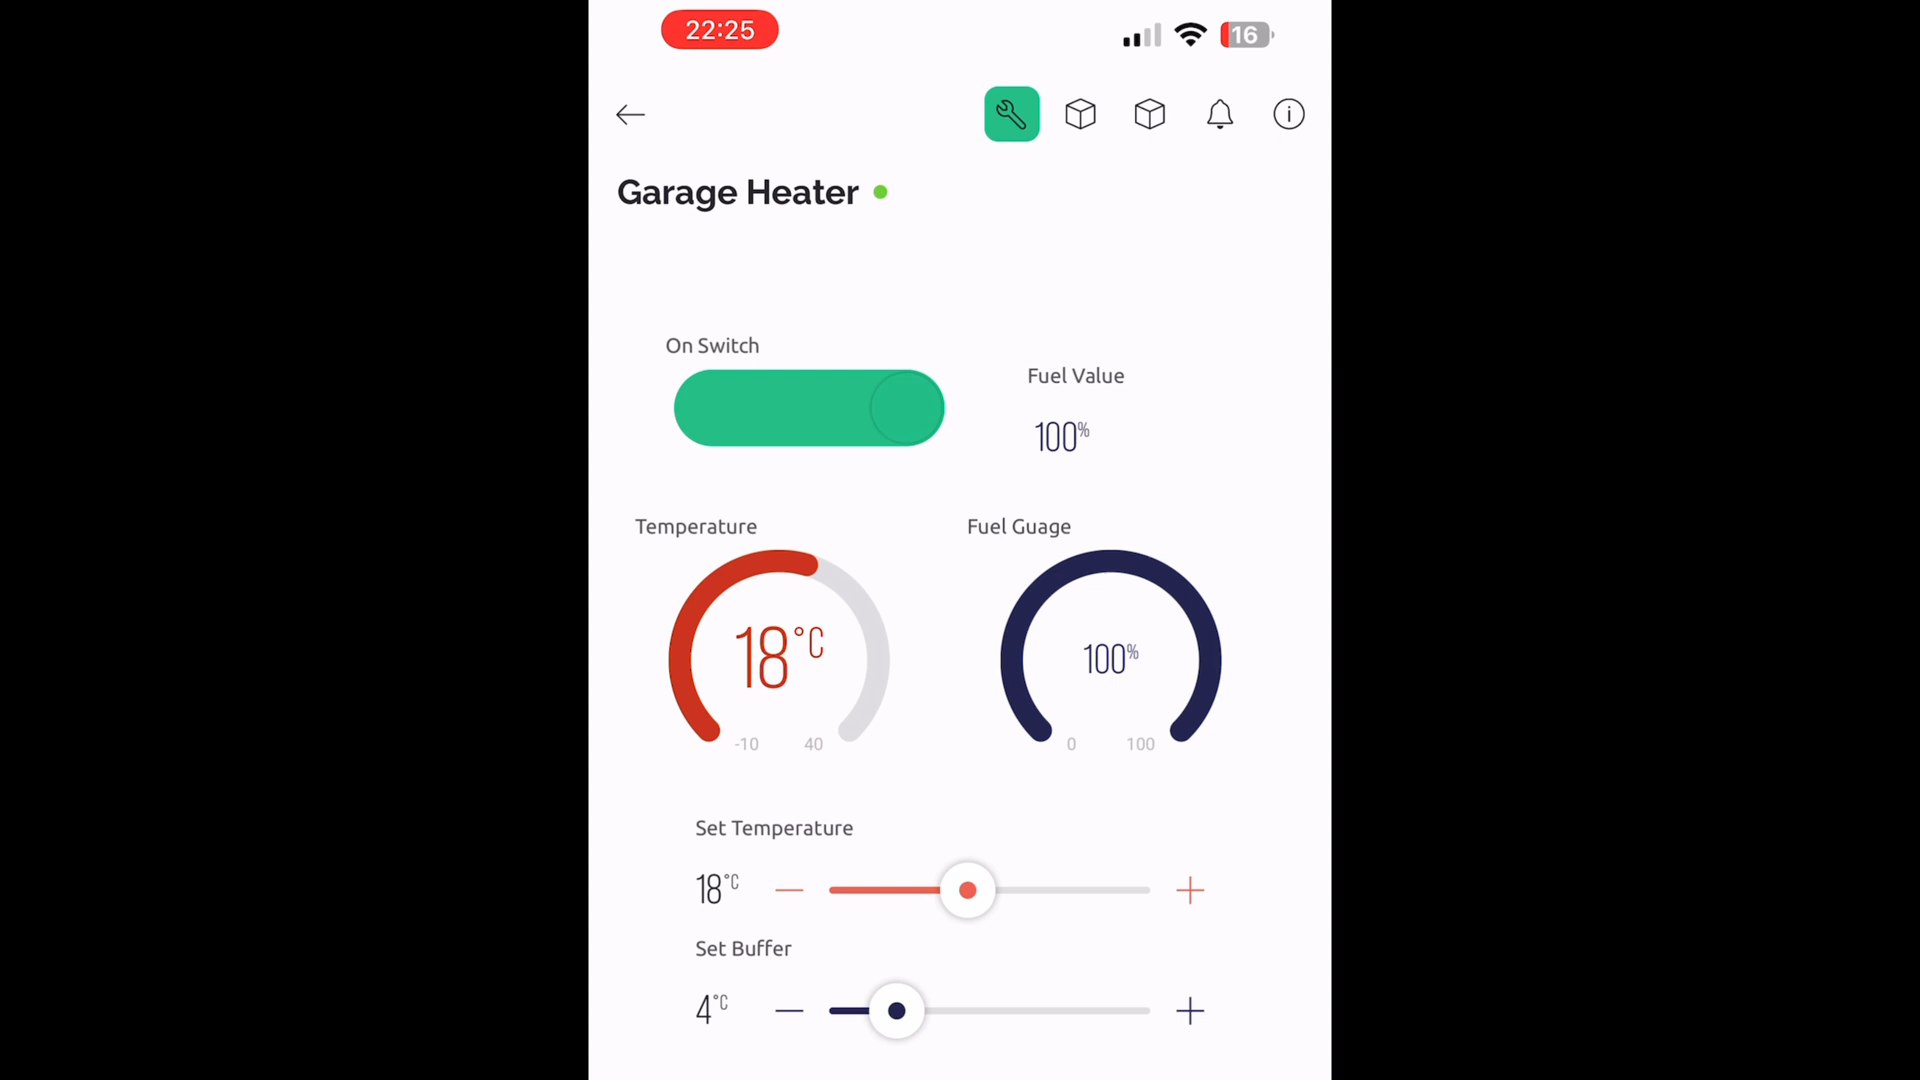 22:25
16
Garage Heater
On Switch
Fuel Value
100%
Temperature
Fuel Guage
18°C
100%
-10 40
0 100
Set Temperature
18°C
Set Buffer
4°C